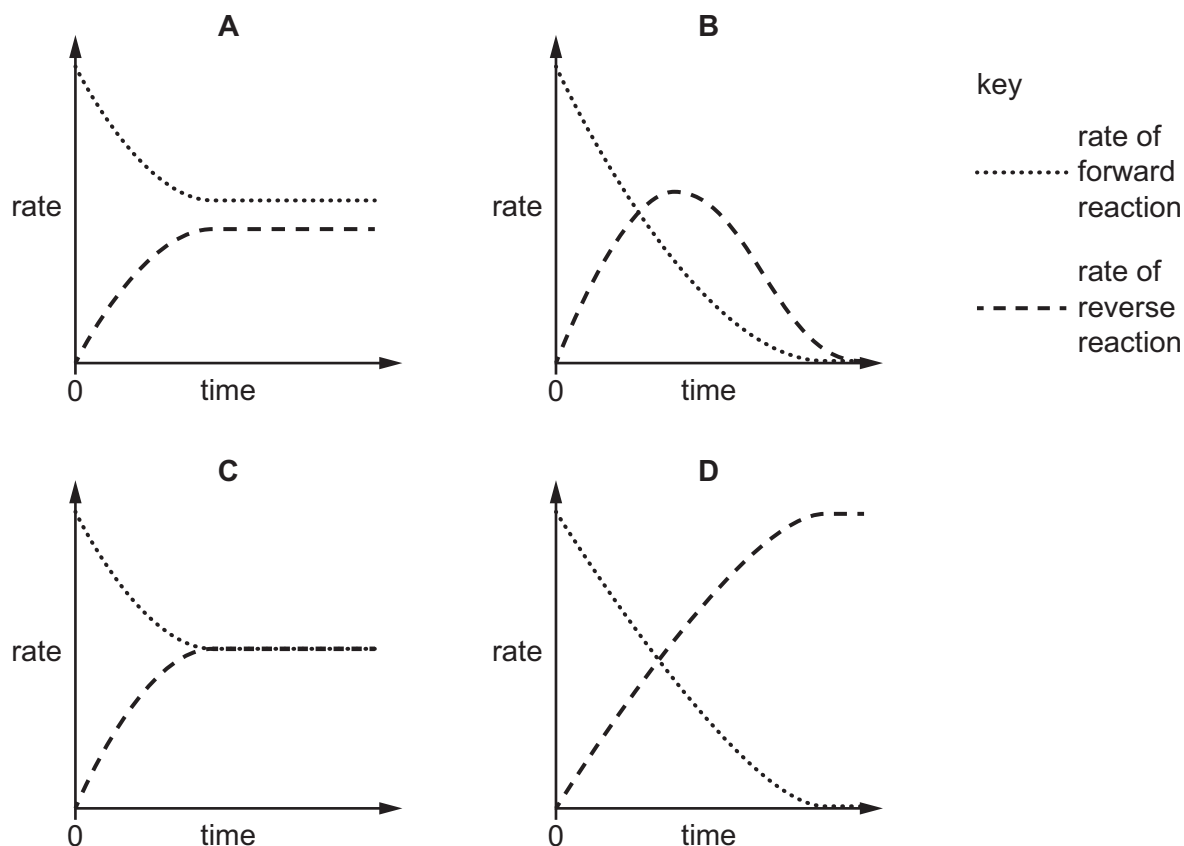 A
rate
0
time
B
rate
0
time
key
rate of
forward
reaction
rate of
reverse
reaction
C
rate
0
time
D
rate
0
time